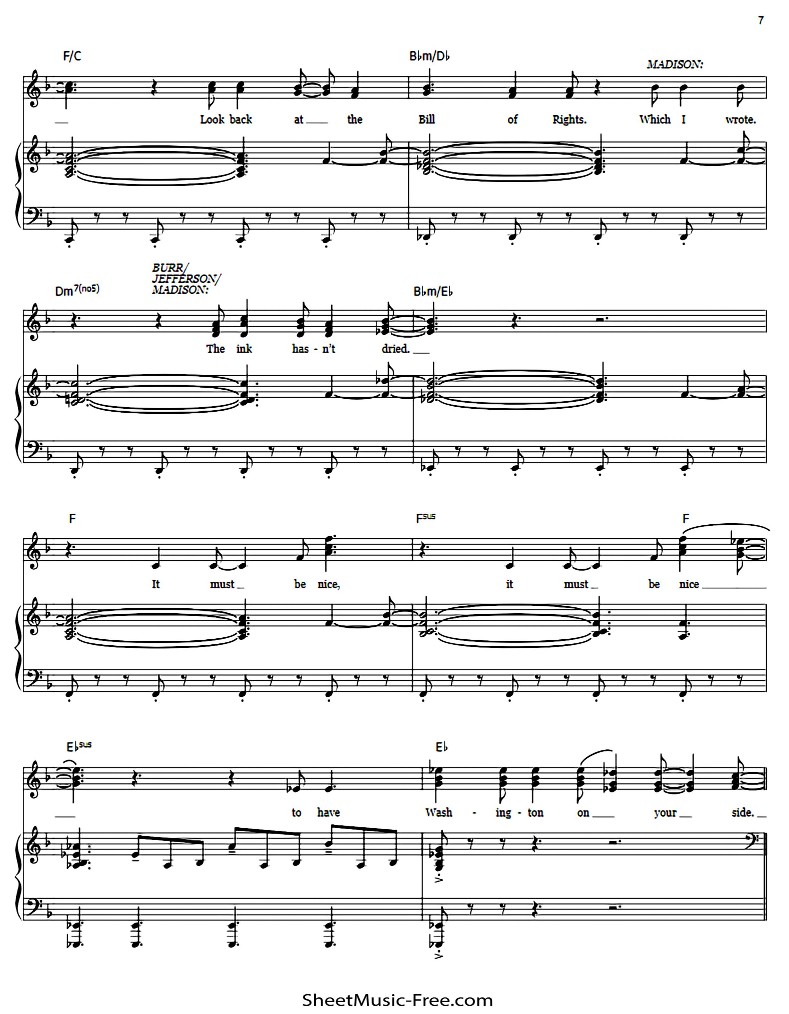 7
F/C B♭m/D♭
MADISON:
Look back at the Bill of Rights. Which I wrote.
Dm7(no5) B♭m/E♭
BURR/
JEFFERSON/
MADISON:
The ink has - n't dried.
F Fsus F
It must be nice, it must be nice
E♭sus E♭
to have Wash - ing - ton on your side.
SheetMusic-Free.com